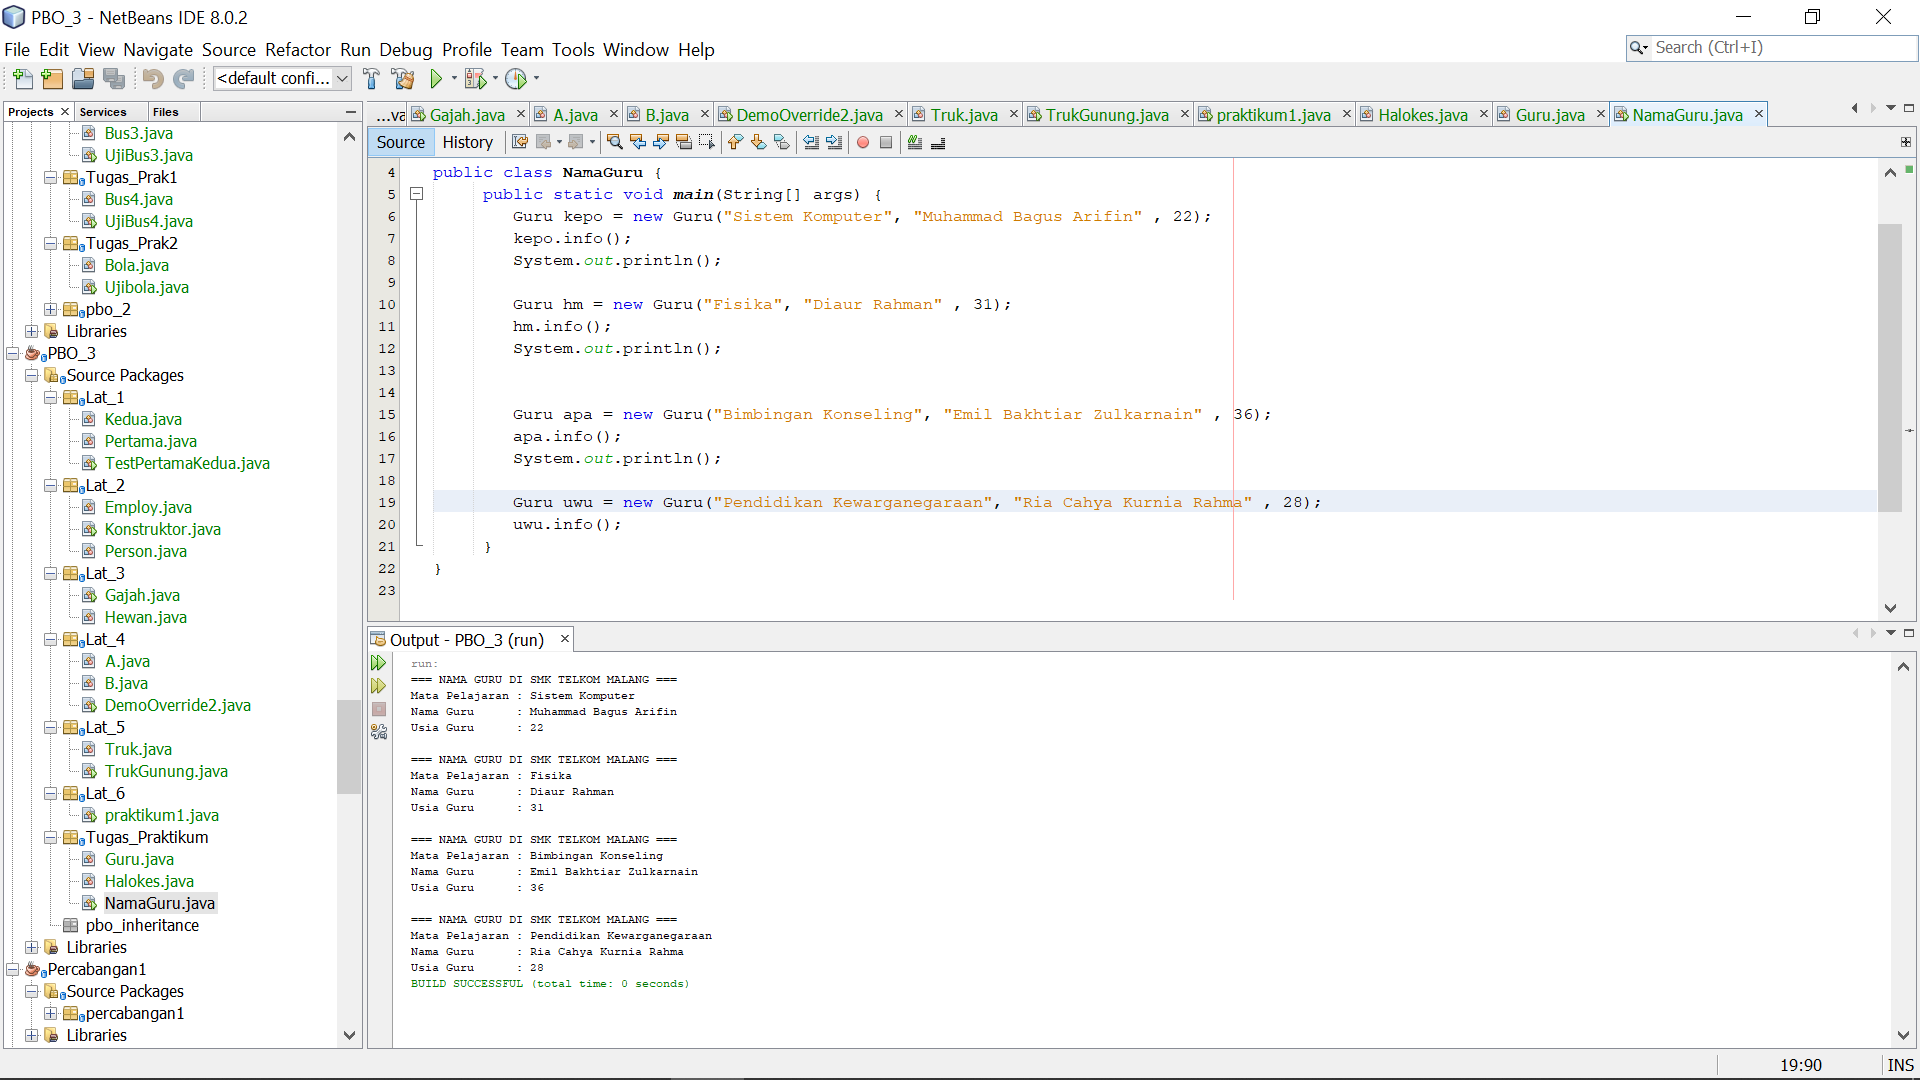 PBO_3 - NetBeans IDE 8.0.2
File Edit View Navigate Source Refactor Run Debug Profile Team Tools Window Help
Search (Ctrl+I)
<default confi...
Projects Services Files
Bus3.java
UjiBus3.java
Tugas_Prak1
Bus4.java
UjiBus4.java
Tugas_Prak2
Bola.java
Ujibola.java
pbo_2
Libraries
PBO_3
Source Packages
Lat_1
Kedua.java
Pertama.java
TestPertamaKedua.java
Lat_2
Employ.java
Konstruktor.java
Person.java
Lat_3
Gajah.java
Hewan.java
Lat_4
A.java
B.java
DemoOverride2.java
Lat_5
Truk.java
TrukGunung.java
Lat_6
praktikum1.java
Tugas_Praktikum
Guru.java
Halokes.java
NamaGuru.java
pbo_inheritance
Libraries
Percabangan1
Source Packages
percabangan1
Libraries
...va Gajah.java A.java B.java DemoOverride2.java Truk.java TrukGunung.java praktikum1.java Halokes.java Guru.java NamaGuru.java
Source History
4 public class NamaGuru {
5 public static void main(String[] args) {
6 Guru kepo = new Guru("Sistem Komputer", "Muhammad Bagus Arifin" , 22);
7 kepo.info();
8 System.out.println();
9
10 Guru hm = new Guru("Fisika", "Diaur Rahman" , 31);
11 hm.info();
12 System.out.println();
13
14
15 Guru apa = new Guru("Bimbingan Konseling", "Emil Bakhtiar Zulkarnain" , 36);
16 apa.info();
17 System.out.println();
18
19 Guru uwu = new Guru("Pendidikan Kewarganegaraan", "Ria Cahya Kurnia Rahma" , 28);
20 uwu.info();
21 }
22 }
23
Output - PBO_3 (run)
run:
=== NAMA GURU DI SMK TELKOM MALANG ===
Mata Pelajaran : Sistem Komputer
Nama Guru : Muhammad Bagus Arifin
Usia Guru : 22
=== NAMA GURU DI SMK TELKOM MALANG ===
Mata Pelajaran : Fisika
Nama Guru : Diaur Rahman
Usia Guru : 31
=== NAMA GURU DI SMK TELKOM MALANG ===
Mata Pelajaran : Bimbingan Konseling
Nama Guru : Emil Bakhtiar Zulkarnain
Usia Guru : 36
=== NAMA GURU DI SMK TELKOM MALANG ===
Mata Pelajaran : Pendidikan Kewarganegaraan
Nama Guru : Ria Cahya Kurnia Rahma
Usia Guru : 28
BUILD SUCCESSFUL (total time: 0 seconds)
19:90 INS